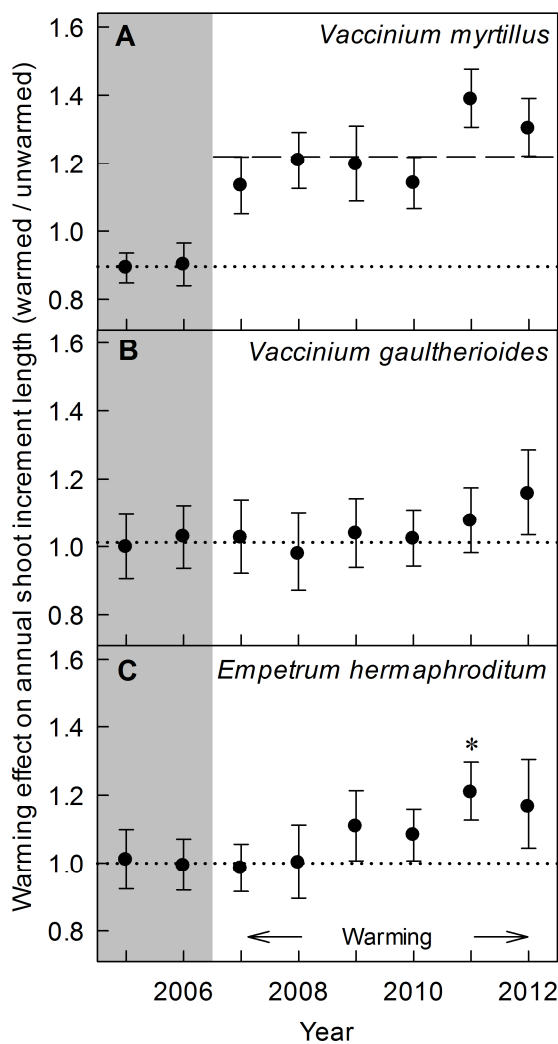 Warming effect on annual shoot increment length (warmed / unwarmed)
A
Vaccinium myrtillus
1.6
1.4
1.2
1.0
0.8
B
Vaccinium gaultherioides
1.6
1.4
1.2
1.0
0.8
C
Empetrum hermaphroditum
1.6
1.4
*
1.2
1.0
0.8
Warming
2006 2008 2010 2012
Year